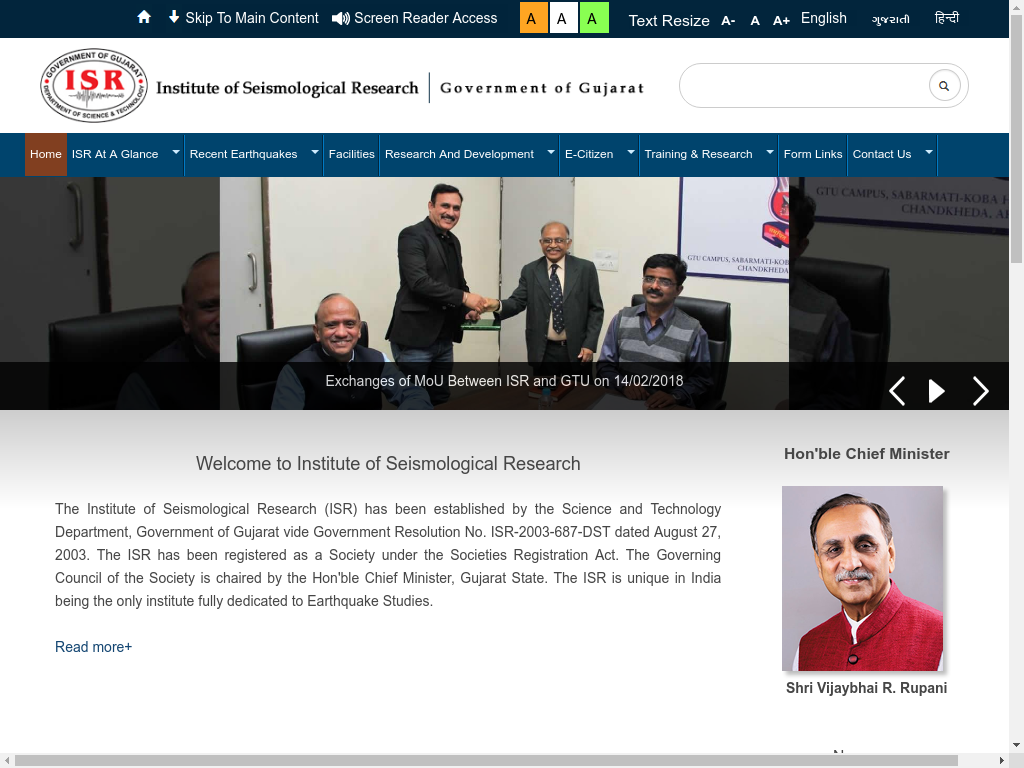 Skip To Main Content Screen Reader Access A A A Text Resize A- A A+ English ગુજરાતી हिन्दी
GOVERNMENT OF GUJARAT
ISR
DEPARTMENT OF SCIENCE & TECHNOLOGY
Institute of Seismological Research Government of Gujarat
Home ISR At A Glance Recent Earthquakes Facilities Research And Development E-Citizen Training & Research Form Links Contact Us
GTU CAMPUS, SABARMATI-KOBA
CHANDKHEDA,
GTU CAMPUS, SABARMATI-KOBA
CHANDKHEDA,
Exchanges of MoU Between ISR and GTU on 14/02/2018
Welcome to Institute of Seismological Research
The Institute of Seismological Research (ISR) has been established by the Science and Technology
Department, Government of Gujarat vide Government Resolution No. ISR-2003-687-DST dated August 27,
2003. The ISR has been registered as a Society under the Societies Registration Act. The Governing
Council of the Society is chaired by the Hon'ble Chief Minister, Gujarat State. The ISR is unique in India
being the only institute fully dedicated to Earthquake Studies.
Read more+
Hon'ble Chief Minister
Shri Vijaybhai R. Rupani